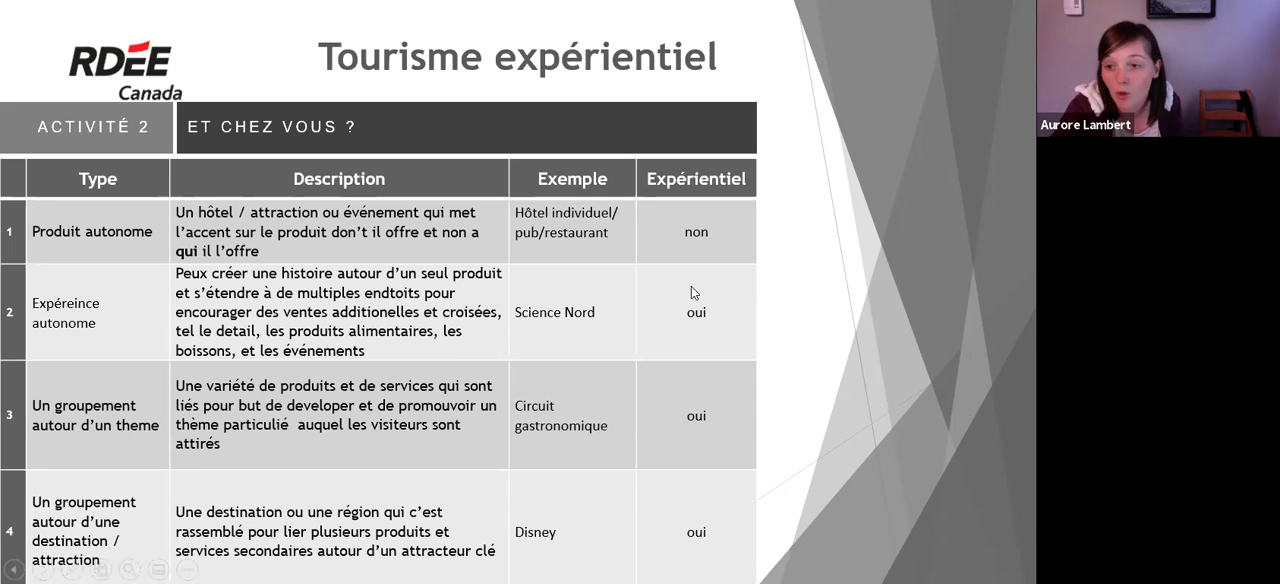 RDÉE
Canada
Tourisme expérientiel
ACTIVITÉ 2
ET CHEZ VOUS ?
Type
Description
Exemple
Expérientiel
1
Produit autonome
Un hôtel / attraction ou événement qui met
l’accent sur le produit don’t il offre et non a
qui il l’offre
Hôtel individuel/
pub/restaurant
non
2
Expéreince
autonome
Peux créer une histoire autour d’un seul produit
et s’étendre à de multiples endtoits pour
encourager des ventes additionelles et croisées,
tel le detail, les produits alimentaires, les
boissons, et les événements
Science Nord
oui
3
Un groupement
autour d’un theme
Une variété de produits et de services qui sont
liés pour but de developer et de promouvoir un
thème particulié auquel les visiteurs sont
attirés
Circuit
gastronomique
oui
4
Un groupement
autour d’une
destination /
attraction
Une destination ou une région qui c’est
rassemblé pour lier plusieurs produits et
services secondaires autour d’un attracteur clé
Disney
oui
Aurore Lambert